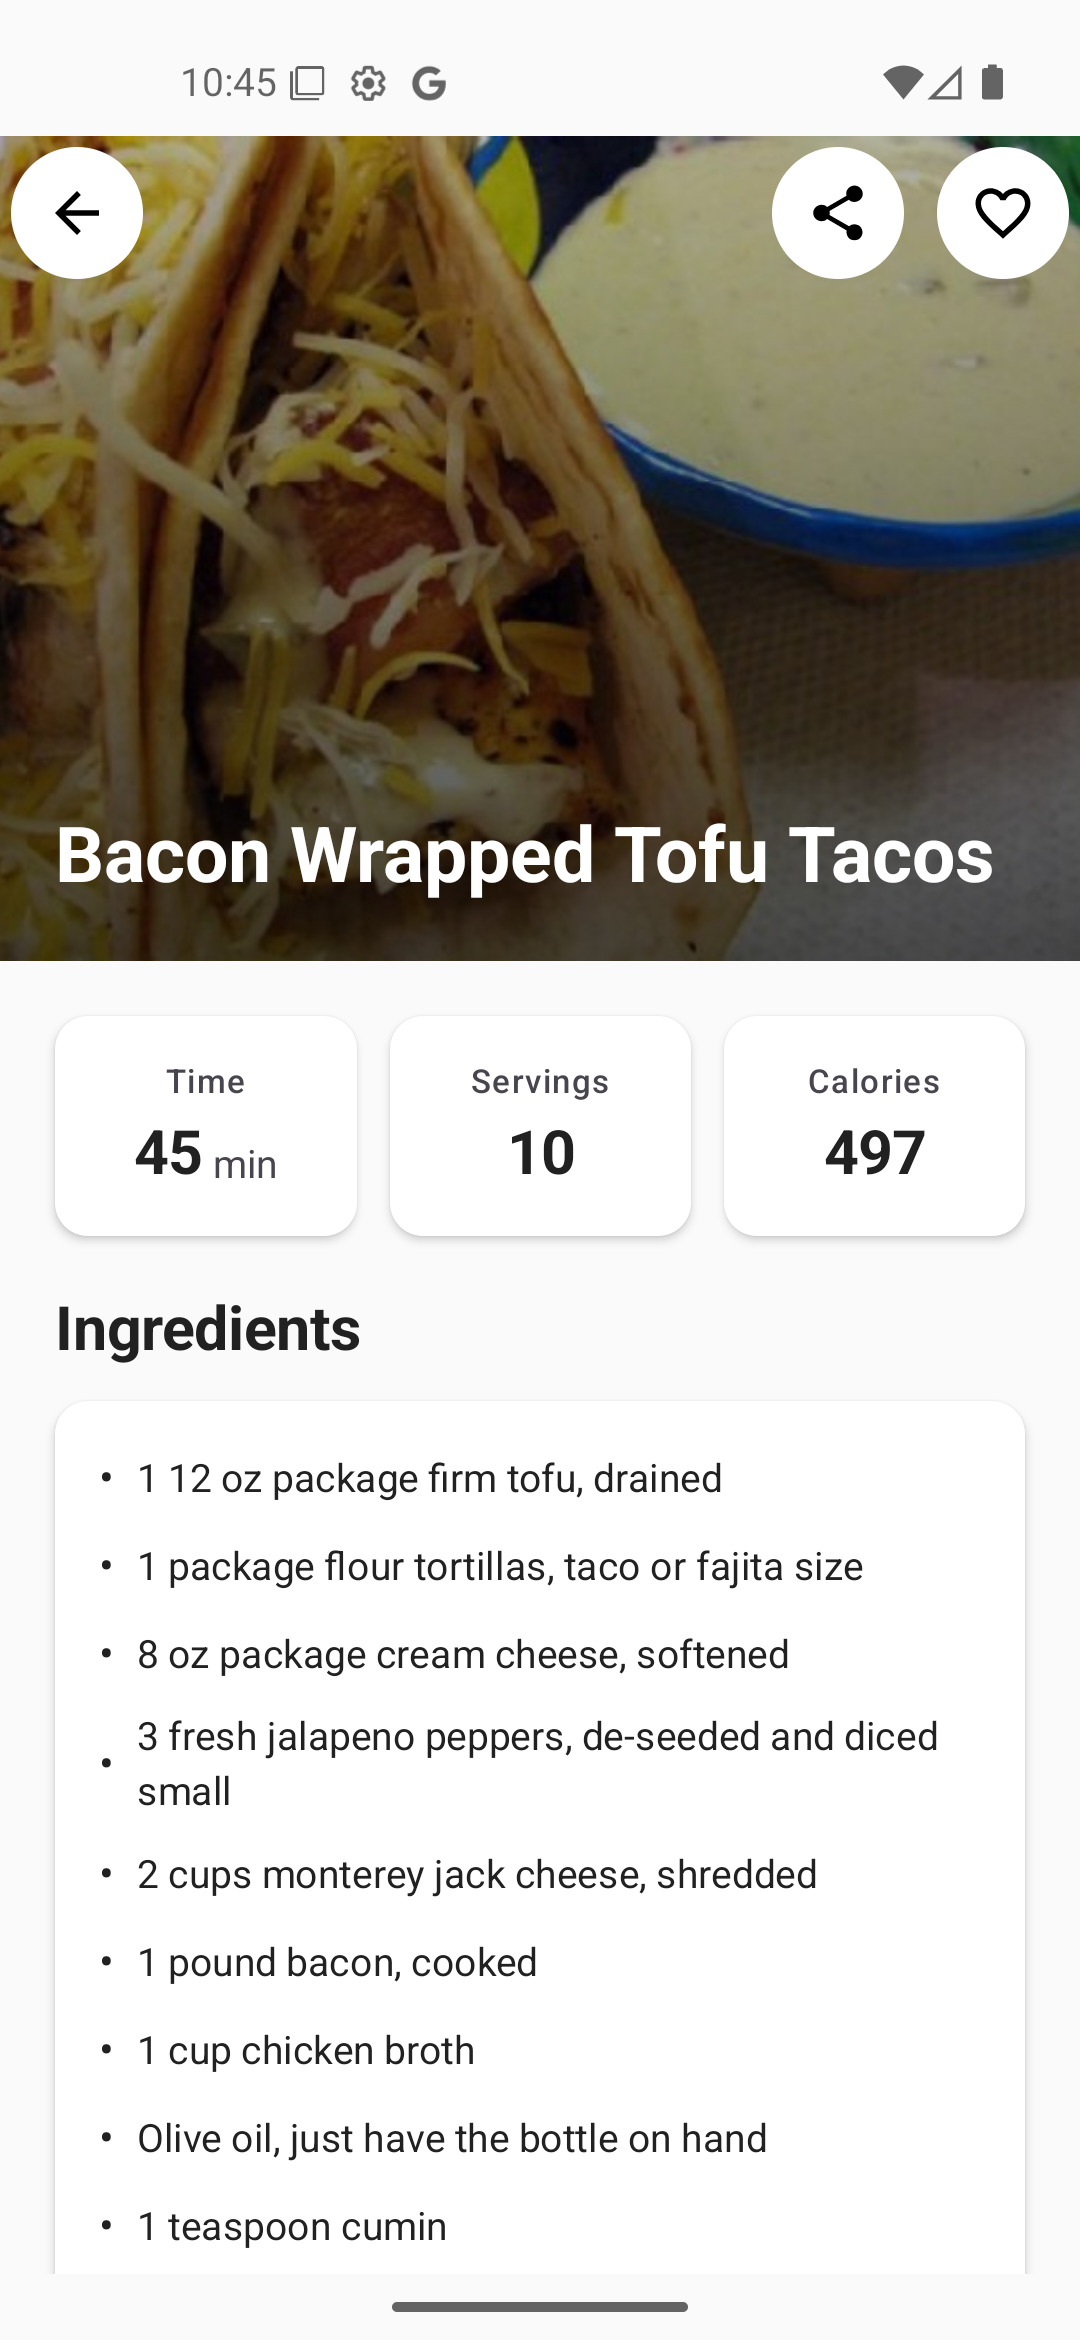 10:45
Bacon Wrapped Tofu Tacos
Time
45 min
Servings
10
Calories
497
Ingredients
• 1 12 oz package firm tofu, drained
• 1 package flour tortillas, taco or fajita size
• 8 oz package cream cheese, softened
• 3 fresh jalapeno peppers, de-seeded and diced
small
• 2 cups monterey jack cheese, shredded
• 1 pound bacon, cooked
• 1 cup chicken broth
• Olive oil, just have the bottle on hand
• 1 teaspoon cumin